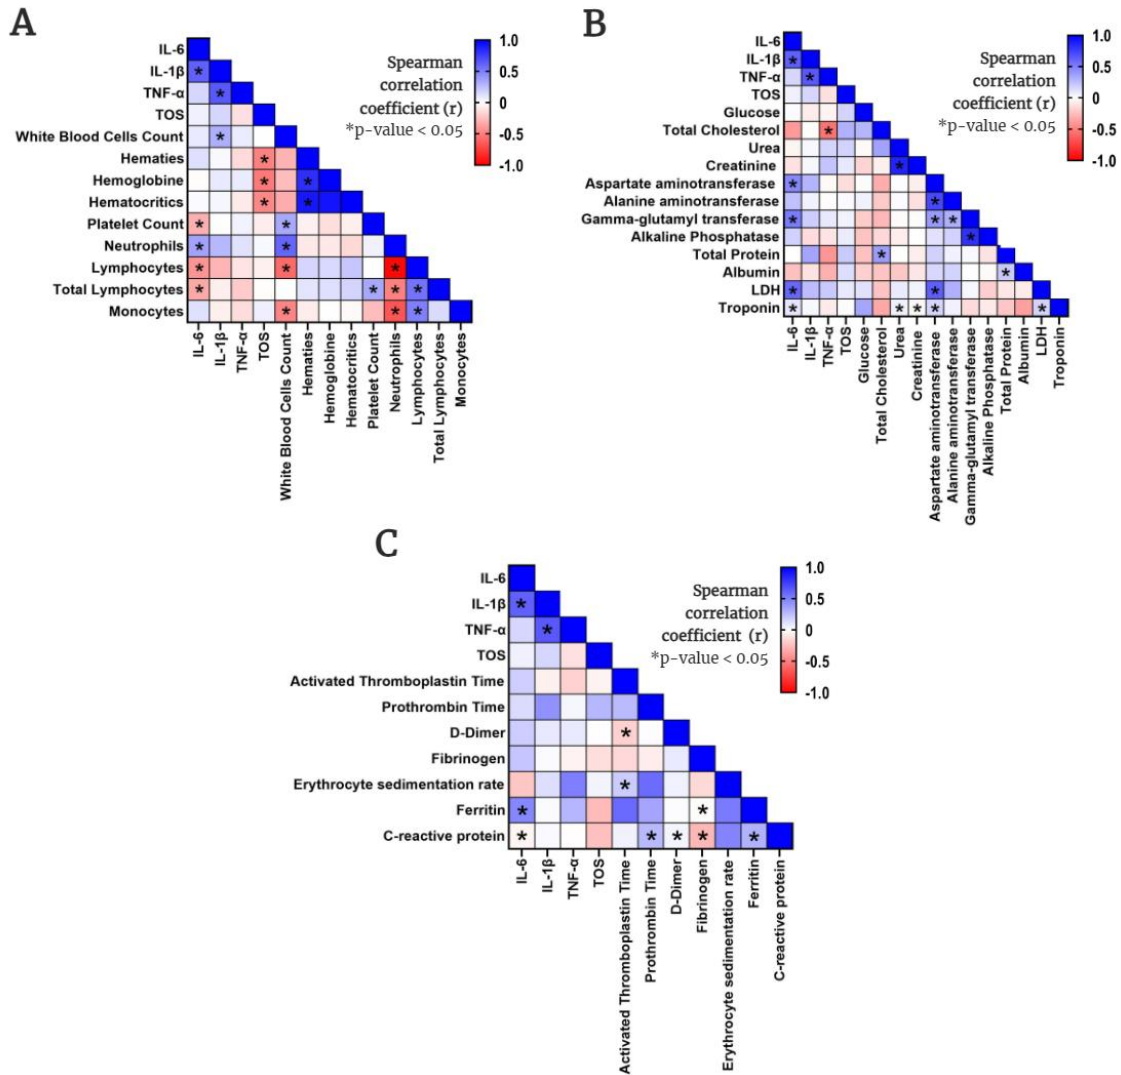 A
IL-6
IL-1β
TNF-α
TOS
White Blood Cells Count
Hematies
Hemoglobine
Hematocritics
Platelet Count
Neutrophils
Lymphocytes
Total Lymphocytes
Monocytes
IL-6
IL-1β
TNF-α
TOS
White Blood Cells Count
Hematies
Hemoglobine
Hematocritics
Platelet Count
Neutrophils
Lymphocytes
Total Lymphocytes
Monocytes
Spearman
correlation
coefficient (r)
*p-value < 0.05
1.0
0.5
0
-0.5
-1.0
B
IL-6
IL-1β
TNF-α
TOS
Glucose
Total Cholesterol
Urea
Creatinine
Aspartate aminotransferase
Alanine aminotransferase
Gamma-glutamyl transferase
Alkaline Phosphatase
Total Protein
Albumin
LDH
Troponin
IL-6
IL-1β
TNF-α
TOS
Glucose
Total Cholesterol
Urea
Creatinine
Aspartate aminotransferase
Alanine aminotransferase
Gamma-glutamyl transferase
Alkaline Phosphatase
Total Protein
Albumin
LDH
Troponin
Spearman
correlation
coefficient (r)
*p-value < 0.05
1.0
0.5
0
-0.5
-1.0
C
IL-6
IL-1β
TNF-α
TOS
Activated Thromboplastin Time
Prothrombin Time
D-Dimer
Fibrinogen
Erythrocyte sedimentation rate
Ferritin
C-reactive protein
IL-6
IL-1β
TNF-α
TOS
Activated Thromboplastin Time
Prothrombin Time
D-Dimer
Fibrinogen
Erythrocyte sedimentation rate
Ferritin
C-reactive protein
Spearman
correlation
coefficient (r)
*p-value < 0.05
1.0
0.5
0
-0.5
-1.0